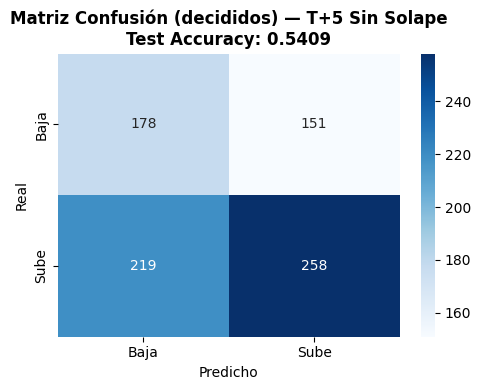 Matriz Confusión (decididos) — T+5 Sin Solape
Test Accuracy: 0.5409
Baja
178
151
Real
Sube
219
258
Baja
Sube
Predicho
240
220
200
180
160